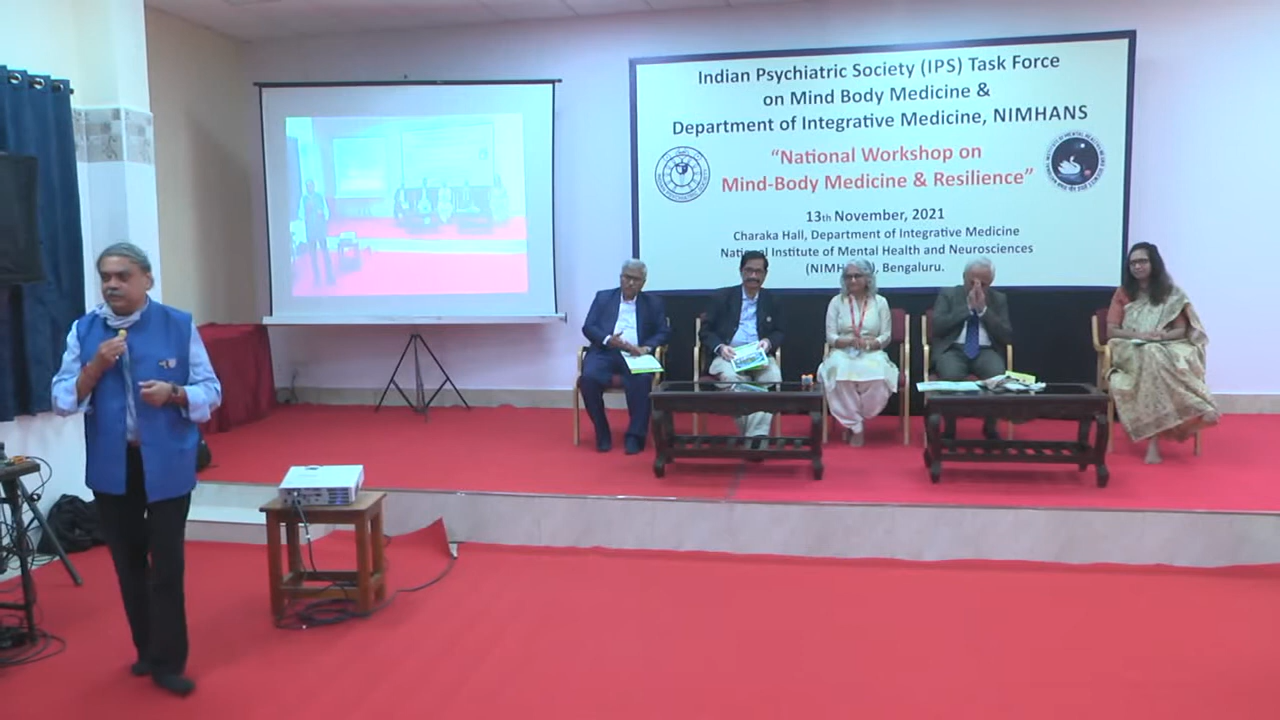 Indian Psychiatric Society (IPS) Task Force
on Mind Body Medicine &
Department of Integrative Medicine, NIMHANS
“National Workshop on
Mind-Body Medicine & Resilience”
13th November, 2021
Charaka Hall, Department of Integrative Medicine
National Institute of Mental Health and Neurosciences
(NIMHANS), Bengaluru.